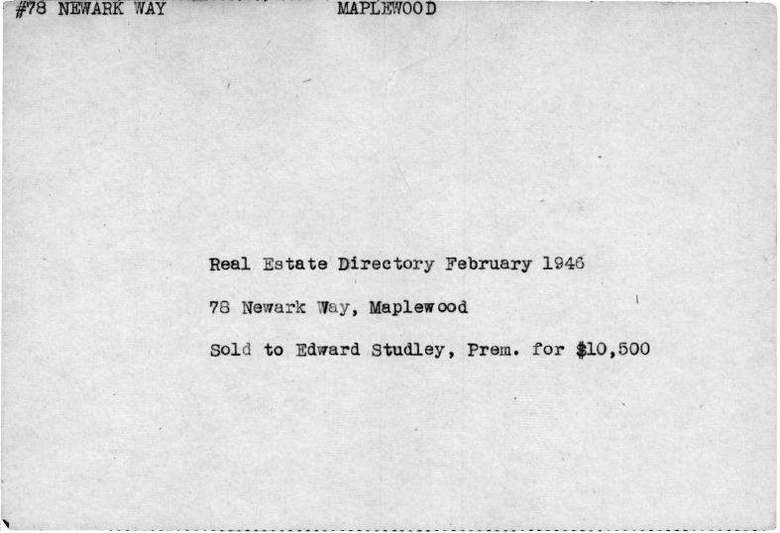 #78 NEWARK WAY MAPLEWOOD
Real Estate Directory February 1946
78 Newark Way, Maplewood
Sold to Edward Studley, Prem. for $10,500